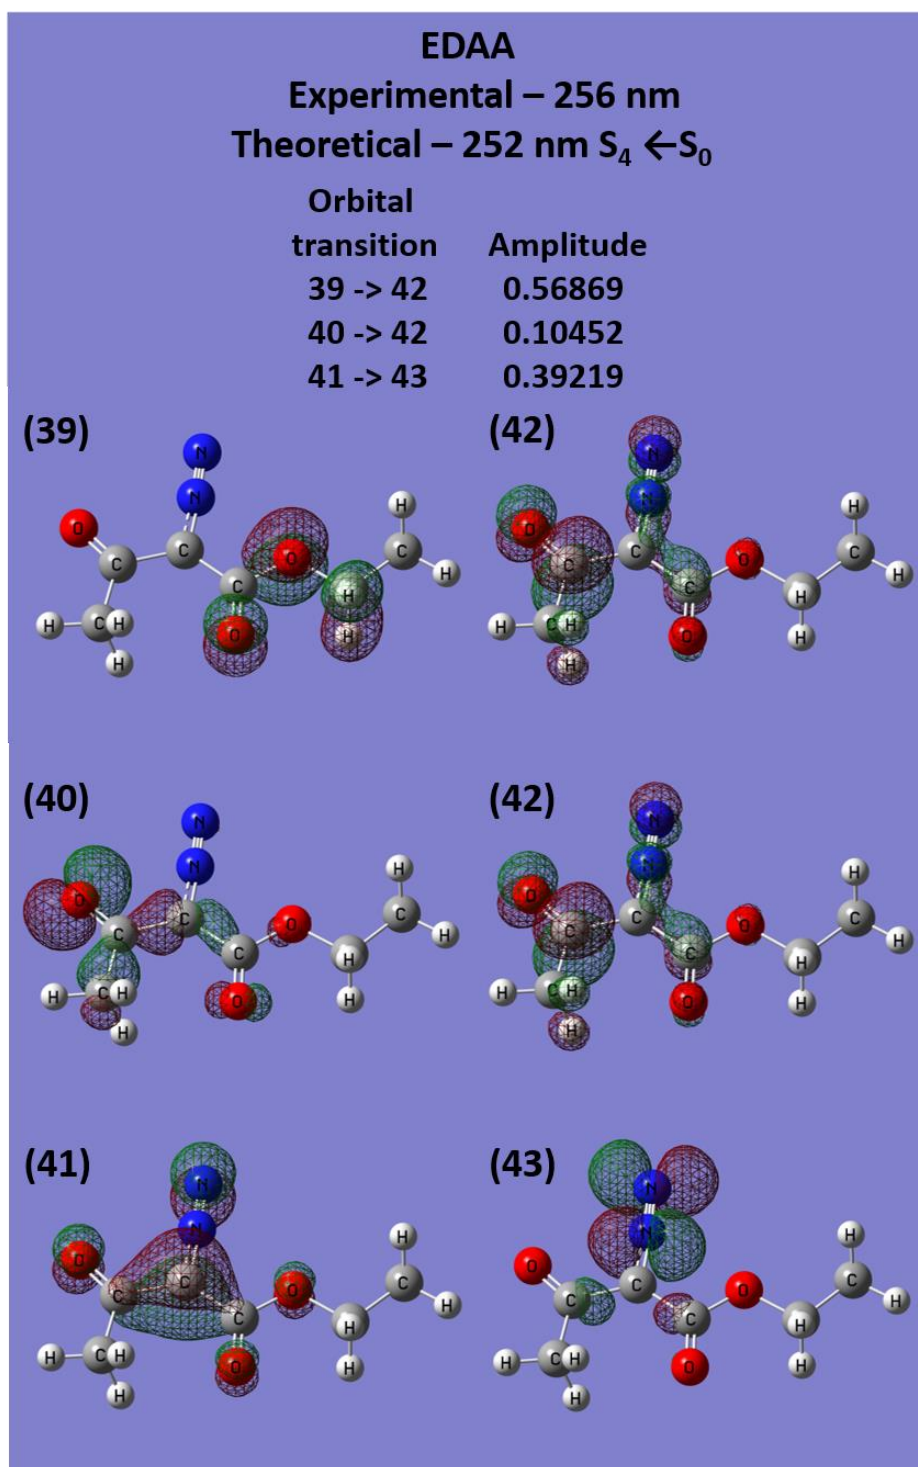 EDAA
Experimental – 256 nm
Theoretical – 252 nm S₄ ←S₀
Orbital
transition Amplitude
39 -> 42 0.56869
40 -> 42 0.10452
41 -> 43 0.39219
(39) (42)
N N
N N H
H
O O C O O C
C C H C C H
C C H
O H O
H C H H C H
H H H
(40) (42)
N N
N N
H H
O C O O C O
C C C H C C C H
C H C H
H C H O H H C H O H
H H
(41) (43)
N N
N N
H H
O C O C O O C
C C H C C C H
H H
H C H O H H C H O H
H H